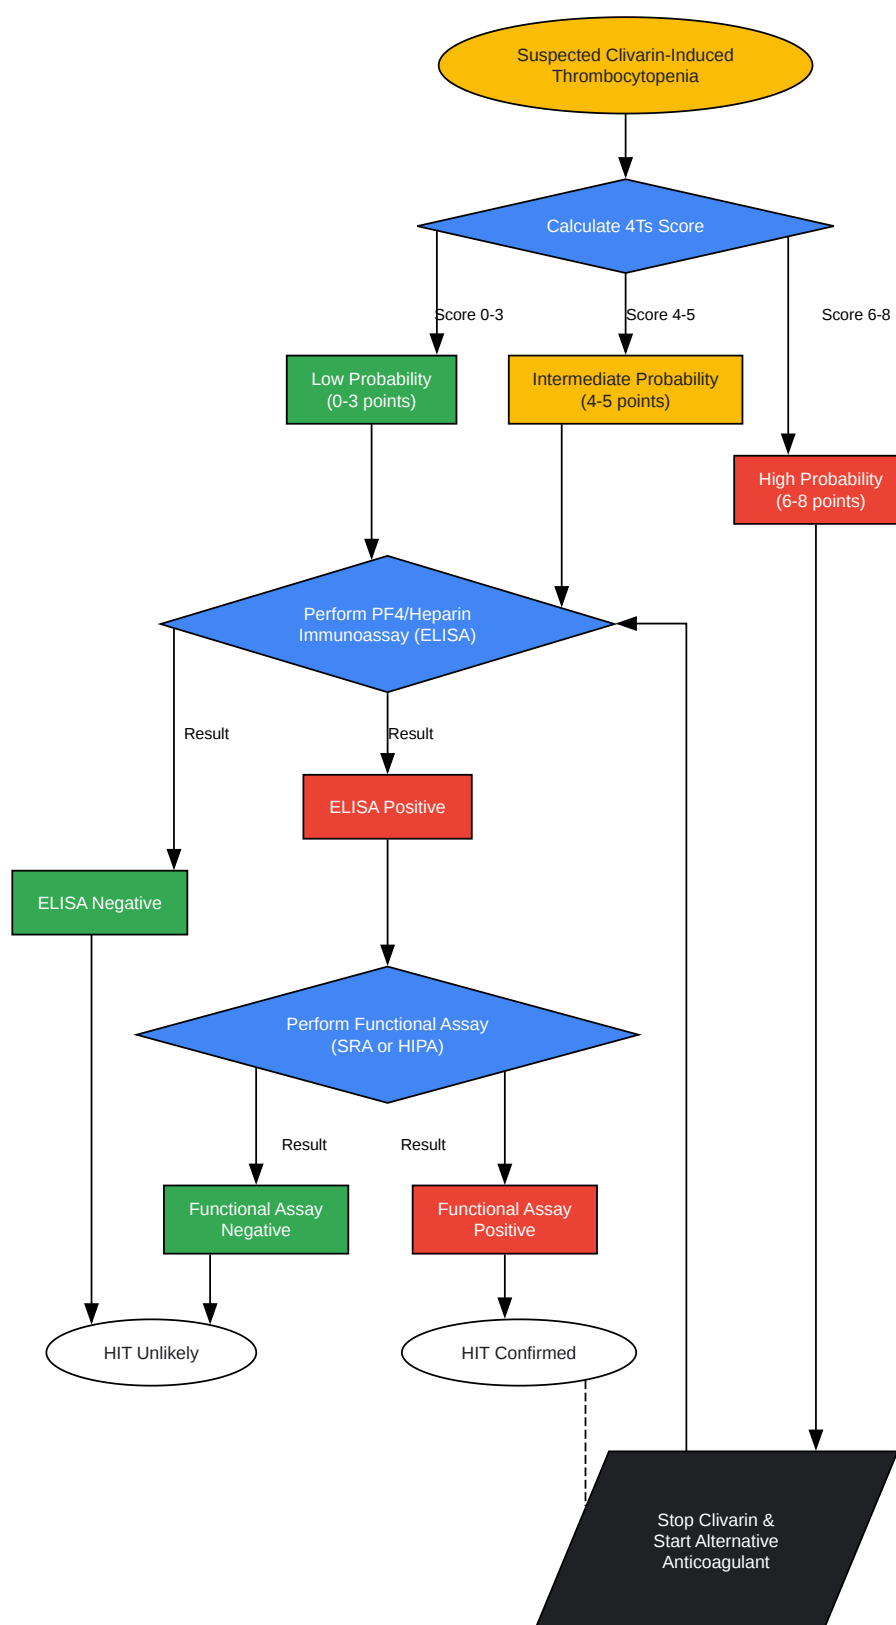 Suspected Clivarin-Induced
Thrombocytopenia
Calculate 4Ts Score
Score 0-3
Score 4-5
Score 6-8
Low Probability
(0-3 points)
Intermediate Probability
(4-5 points)
High Probability
(6-8 points)
Perform PF4/Heparin
Immunoassay (ELISA)
Result
Result
ELISA Positive
ELISA Negative
Perform Functional Assay
(SRA or HIPA)
Result
Result
Functional Assay
Negative
Functional Assay
Positive
HIT Unlikely
HIT Confirmed
Stop Clivarin &
Start Alternative
Anticoagulant